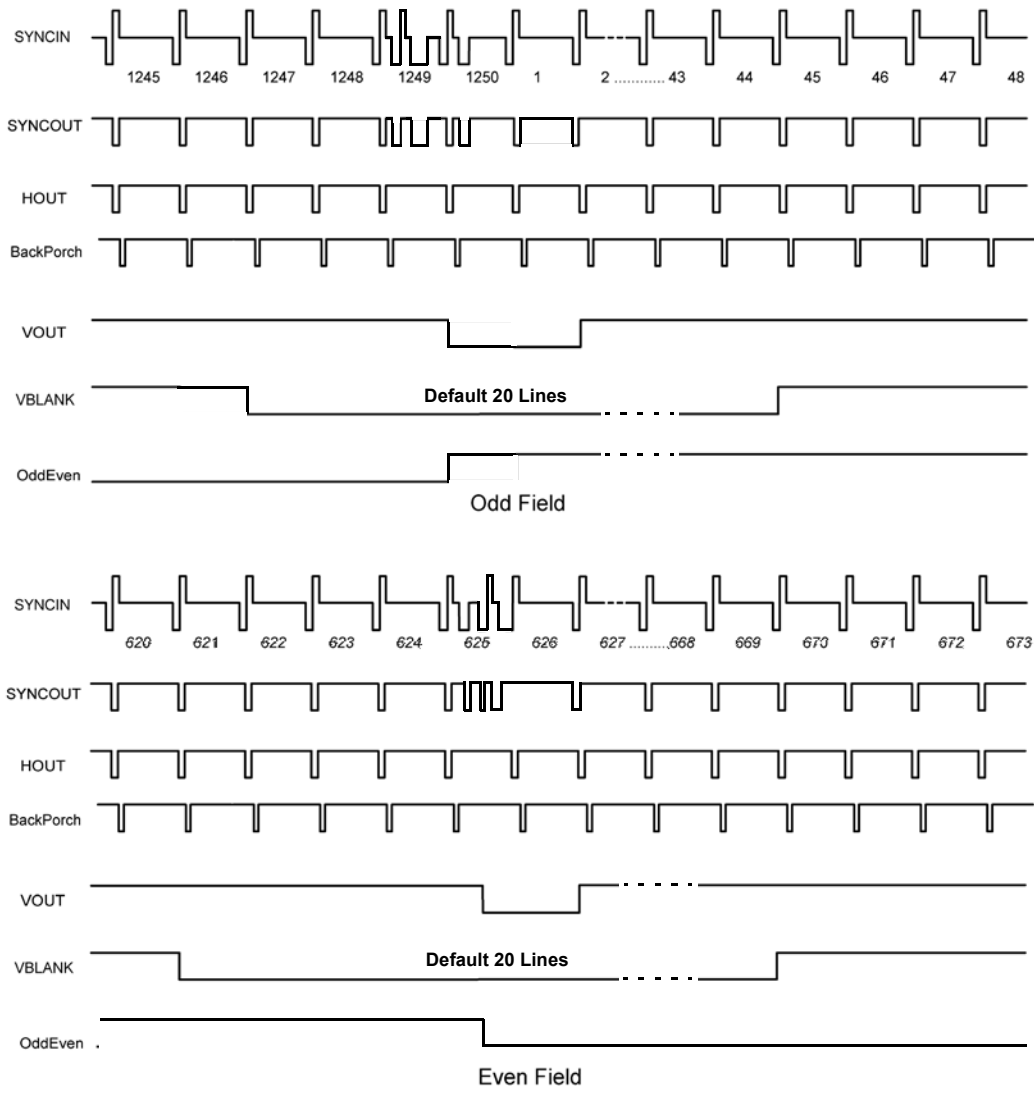 SYNCIN
1245 1246 1247 1248 1249 1250 1 2 ............ 43 44 45 46 47 48
SYNCOUT
HOUT
BackPorch
VOUT
VBLANK
Default 20 Lines
OddEven
Odd Field
SYNCIN
620 621 622 623 624 625 626 627 .......... 668 669 670 671 672 673
SYNCOUT
HOUT
BackPorch
VOUT
VBLANK
Default 20 Lines
OddEven
Even Field